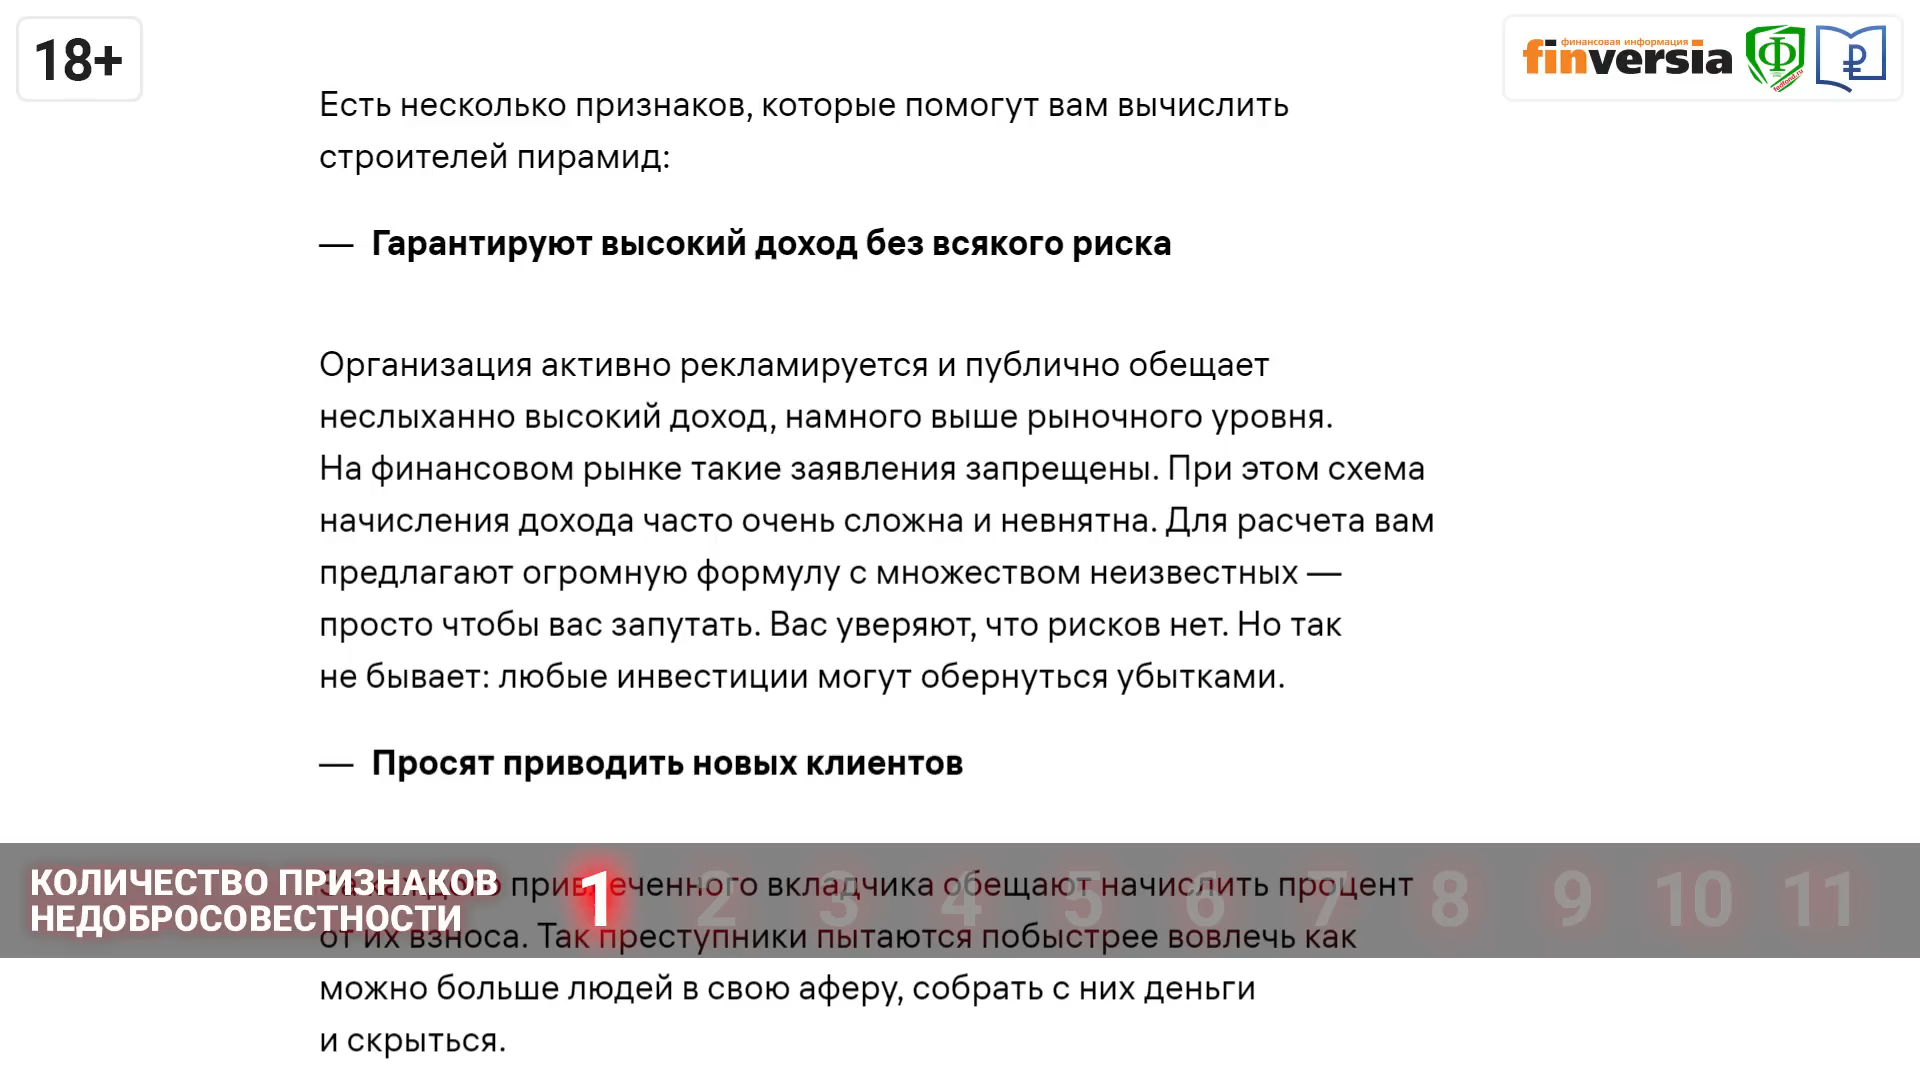 18+
финансовая информация
finversia
Есть несколько признаков, которые помогут вам вычислить
строителей пирамид:
— Гарантируют высокий доход без всякого риска
Организация активно рекламируется и публично обещает
неслыханно высокий доход, намного выше рыночного уровня.
На финансовом рынке такие заявления запрещены. При этом схема
начисления дохода часто очень сложна и невнятна. Для расчета вам
предлагают огромную формулу с множеством неизвестных —
просто чтобы вас запутать. Вас уверяют, что рисков нет. Но так
не бывает: любые инвестиции могут обернуться убытками.
— Просят приводить новых клиентов
КОЛИЧЕСТВО ПРИЗНАКОВ
НЕДОБРОСОВЕСТНОСТИ
1 2 3 4 5 6 7 8 9 10 11
вкладчика обещают начислить процент
от их взноса. Так преступники пытаются побыстрее вовлечь как
можно больше людей в свою аферу, собрать с них деньги
и скрыться.